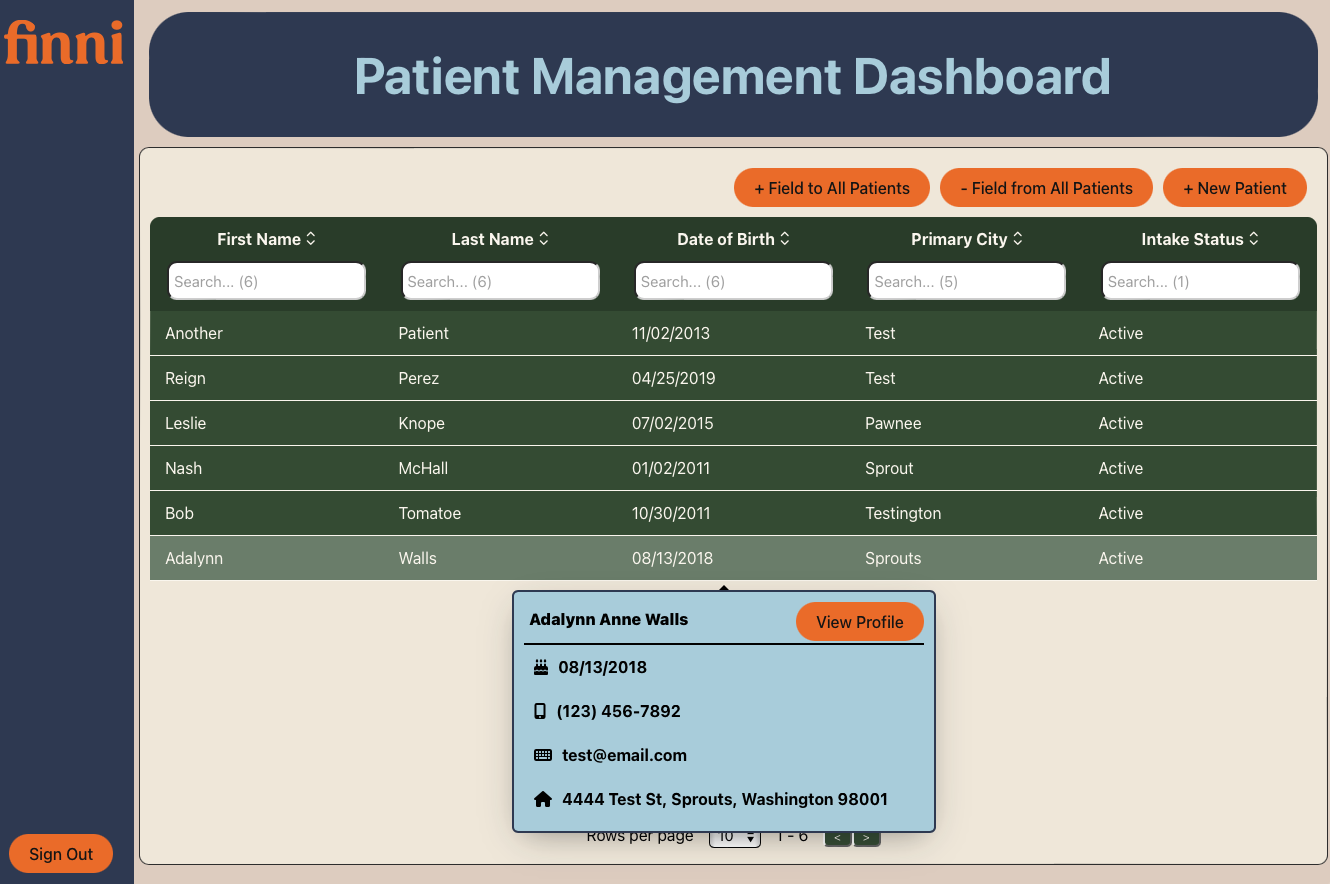 finni
Patient Management Dashboard
+ Field to All Patients - Field from All Patients + New Patient
First Name Last Name Date of Birth Primary City Intake Status
Search... (6) Search... (6) Search... (6) Search... (5) Search... (1)
Another Patient 11/02/2013 Test Active
Reign Perez 04/25/2019 Test Active
Leslie Knope 07/02/2015 Pawnee Active
Nash McHall 01/02/2011 Sprout Active
Bob Tomatoe 10/30/2011 Testington Active
Adalynn Walls 08/13/2018 Sprouts Active
Adalynn Anne Walls View Profile
08/13/2018
(123) 456-7892
test@email.com
4444 Test St, Sprouts, Washington 98001
Rows per page 10 1 - 6 < >
Sign Out